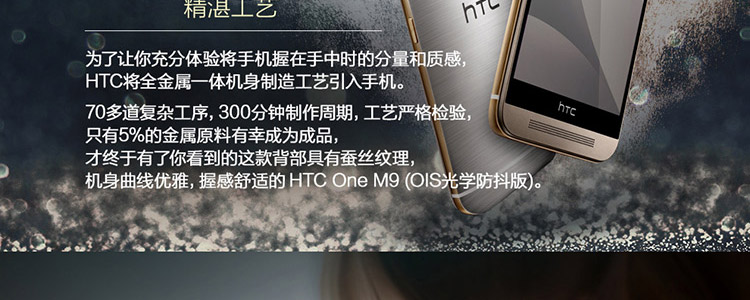 精湛工艺
为了让你充分体验将手机握在手中时的分量和质感，
HTC将全金属一体机身制造工艺引入手机。
70多道复杂工序，300分钟制作周期，工艺严格检验，
只有5%的金属原料有幸成为成品，
才终于有了你看到的这款背部具有蚕丝纹理，
机身曲线优雅，握感舒适的 HTC One M9 (OIS光学防抖版)。
hTC
hTC